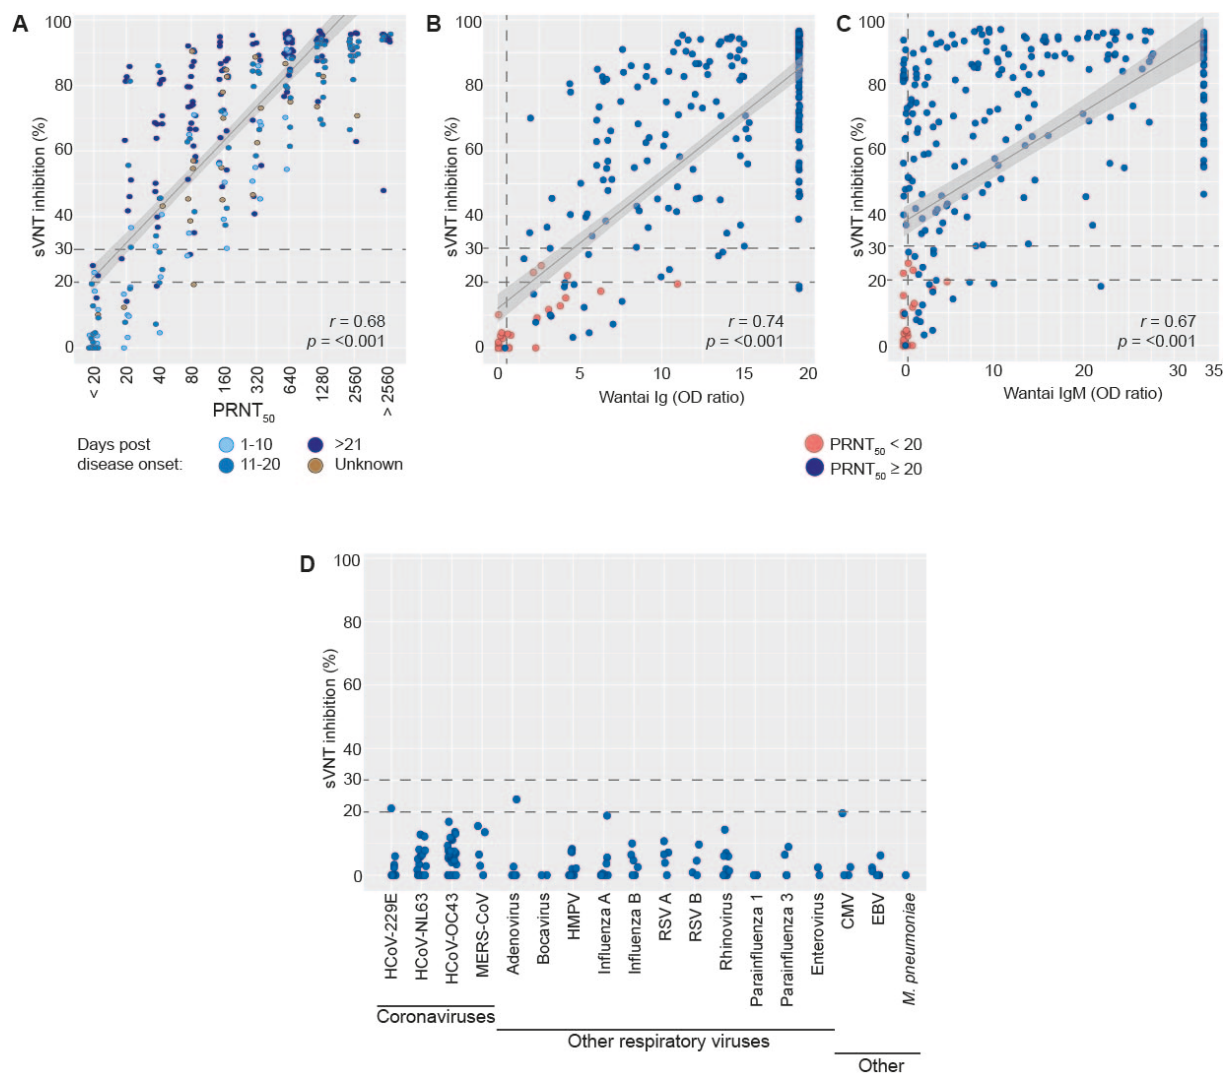 A
sVNT inhibition (%)
100
80
60
40
30
20
0
r = 0.68
p = <0.001
< 20
20
40
80
160
320
640
1280
2560
> 2560
PRNT50
Days post
disease onset:
1-10
11-20
>21
Unknown
B
sVNT inhibition (%)
100
80
60
40
30
20
0
r = 0.74
p = <0.001
0
5
10
15
20
Wantai Ig (OD ratio)
C
sVNT inhibition (%)
100
80
60
40
30
20
0
r = 0.67
p = <0.001
0
10
20
30
35
Wantai IgM (OD ratio)
PRNT50 < 20
PRNT50 ≥ 20
D
sVNT inhibition (%)
100
80
60
40
30
20
0
HCoV-229E
HCoV-NL63
HCoV-OC43
MERS-CoV
Adenovirus
Bocavirus
HMPV
Influenza A
Influenza B
RSV A
RSV B
Rhinovirus
Parainfluenza 1
Parainfluenza 3
Enterovirus
CMV
EBV
M. pneumoniae
Coronaviruses
Other respiratory viruses
Other